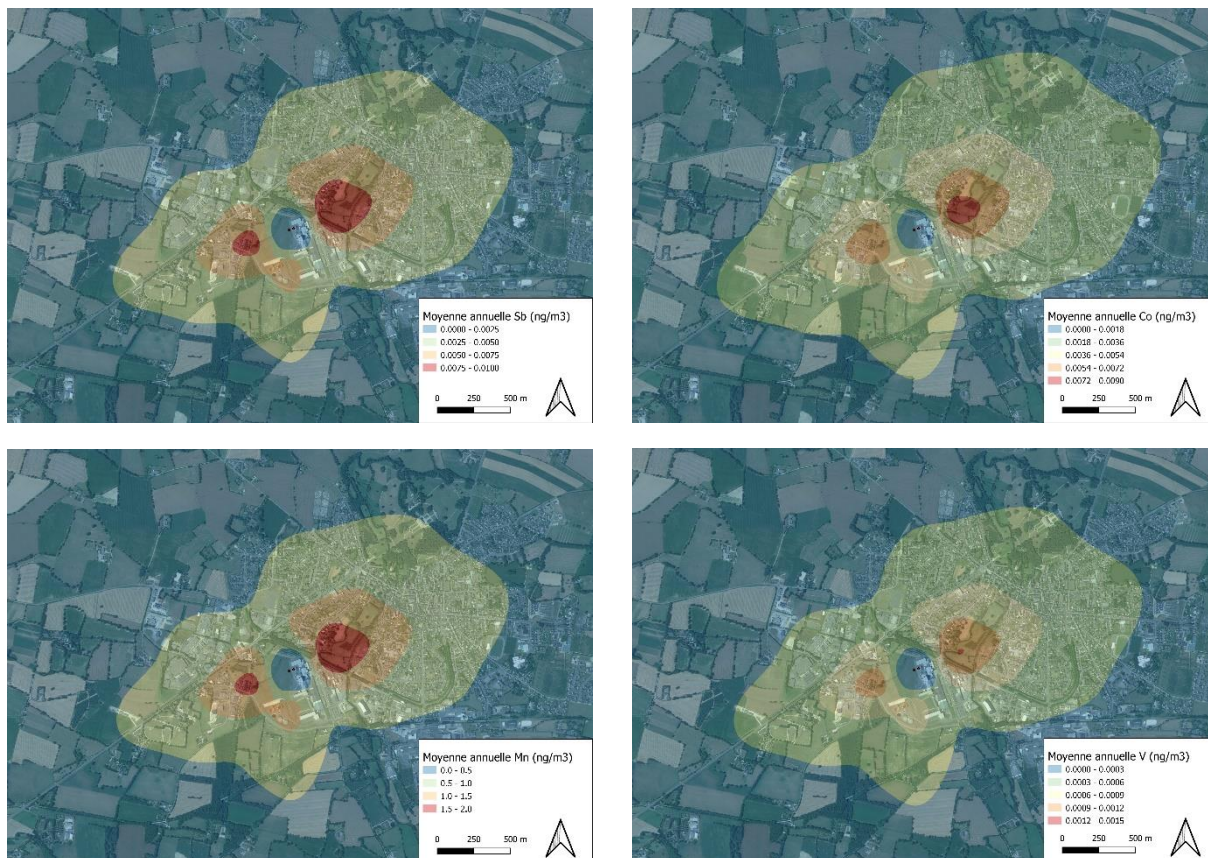 Moyenne annuelle Sb (ng/m3)
0.0000 - 0.0075
0.0025 - 0.0050
0.0050 - 0.0075
0.0075 - 0.0100
0 250 500 m
Moyenne annuelle Co (ng/m3)
0.0000 - 0.0018
0.0018 - 0.0036
0.0036 - 0.0054
0.0054 - 0.0072
0.0072 - 0.0090
0 250 500 m
Moyenne annuelle Mn (ng/m3)
0.0 - 0.5
0.5 - 1.0
1.0 - 1.5
1.5 - 2.0
0 250 500 m
Moyenne annuelle V (ng/m3)
0.0000 - 0.0003
0.0003 - 0.0006
0.0006 - 0.0009
0.0009 - 0.0012
0.0012 - 0.0015
0 250 500 m